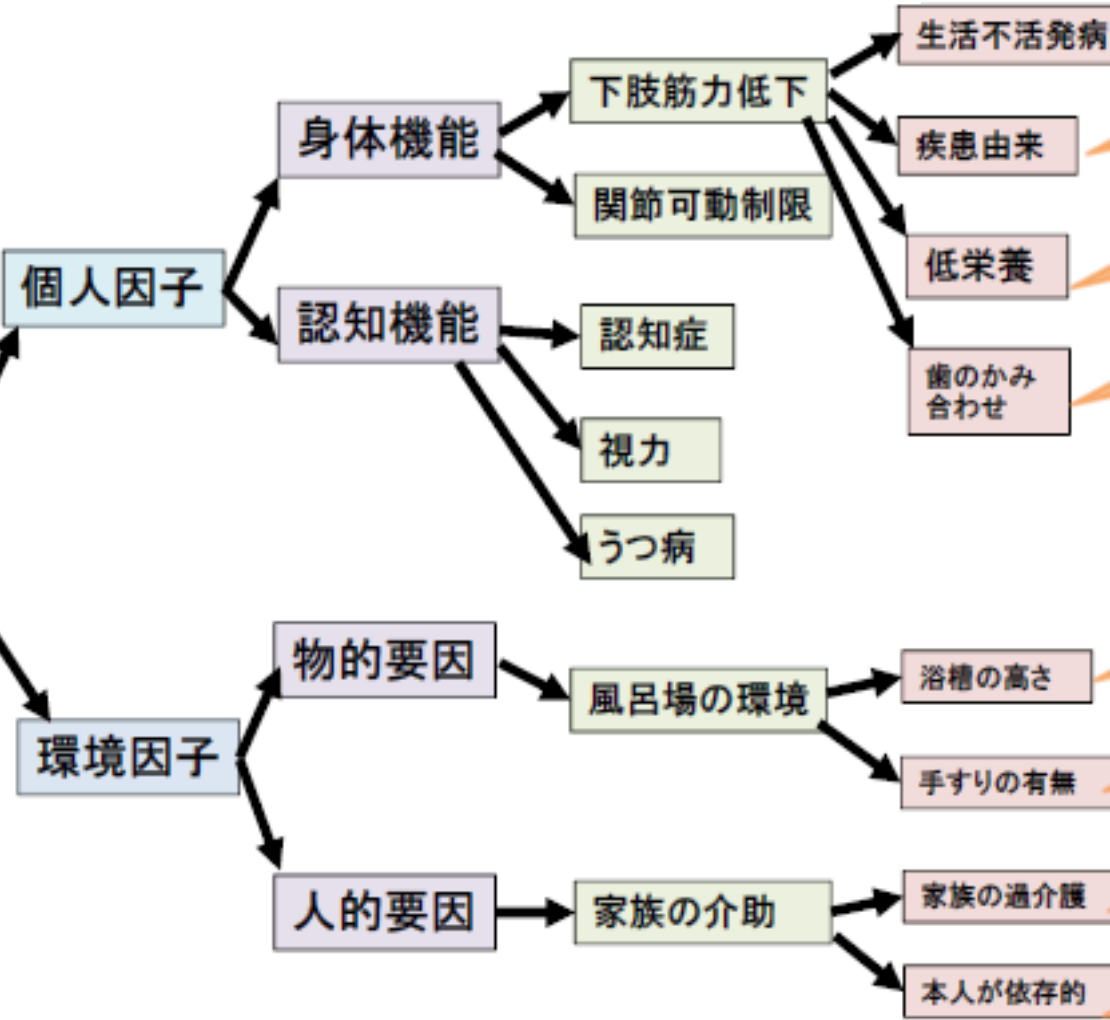 個人因子
身体機能
下肢筋力低下
生活不活発病
疾患由来
低栄養
歯のかみ
合わせ
関節可動制限
認知機能
認知症
視力
うつ病
環境因子
物的要因
風呂場の環境
浴槽の高さ
手すりの有無
人的要因
家族の介助
家族の過介護
本人が依存的